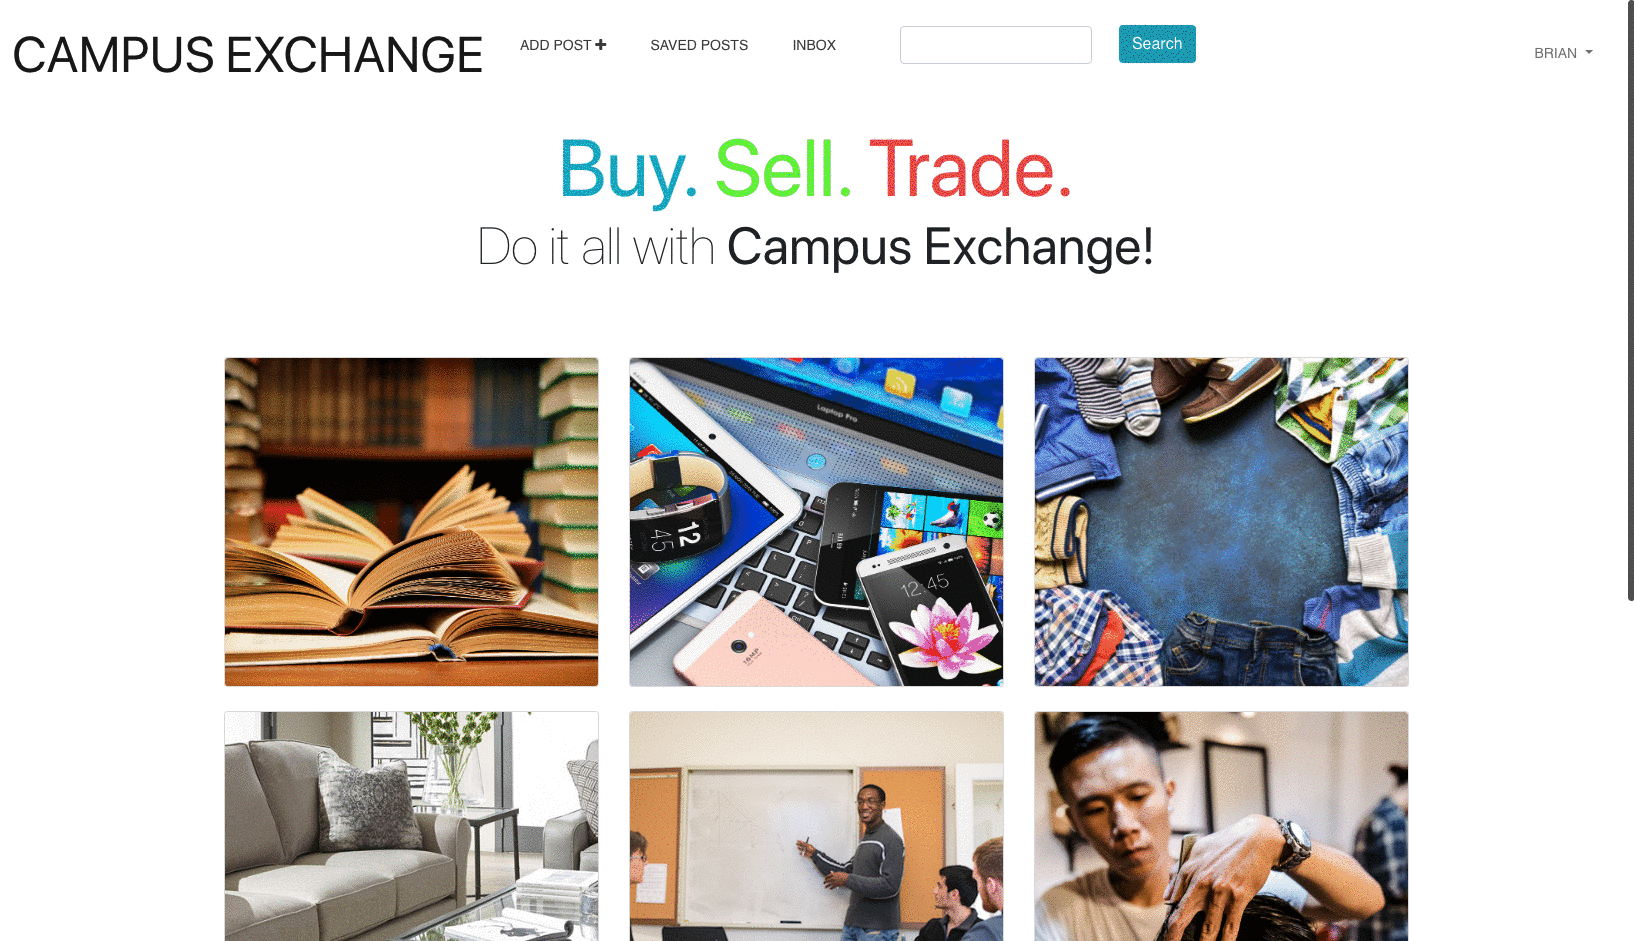 CAMPUS EXCHANGE
ADD POST
SAVED POSTS
INBOX
Search
BRIAN
Buy. Sell. Trade.
Do it all with Campus Exchange!
Laptop Pro
12
45
12:45
16MP